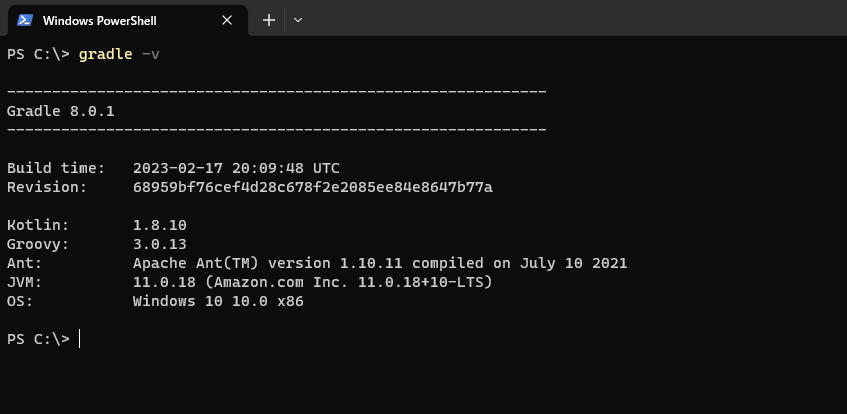 Windows PowerShell
PS C:\> gradle -v
------------------------------------------------------------
Gradle 8.0.1
------------------------------------------------------------
Build time:   2023-02-17 20:09:48 UTC
Revision:     68959bf76cef4d28c678f2e2085ee84e8647b77a
Kotlin:       1.8.10
Groovy:       3.0.13
Ant:          Apache Ant(TM) version 1.10.11 compiled on July 10 2021
JVM:          11.0.18 (Amazon.com Inc. 11.0.18+10-LTS)
OS:           Windows 10 10.0 x86
PS C:\>